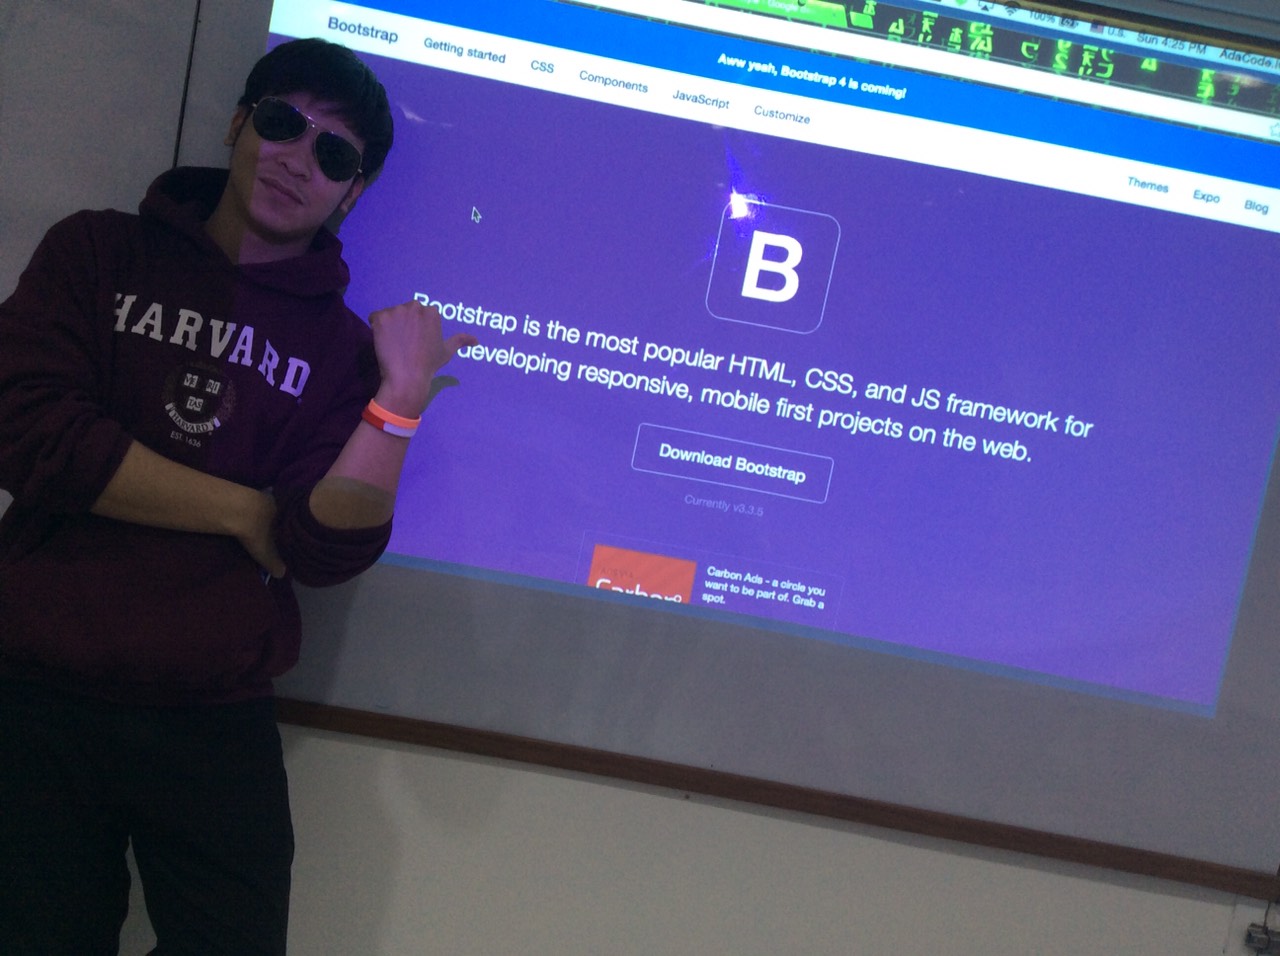 100%
U.S.
Sun 4:25 PM
AdaCode.i
Aww yeah, Bootstrap 4 is coming!
Bootstrap
Getting started
CSS
Components
JavaScript
Customize
Themes
Expo
Blog
B
Bootstrap is the most popular HTML, CSS, and JS framework for
developing responsive, mobile first projects on the web.
Download Bootstrap
Currently v3.3.5
Carbon
Carbon Ads - a circle you
want to be part of. Grab a
spot.
HARVARD
VE RI
TAS
HARVARD
EST. 1636